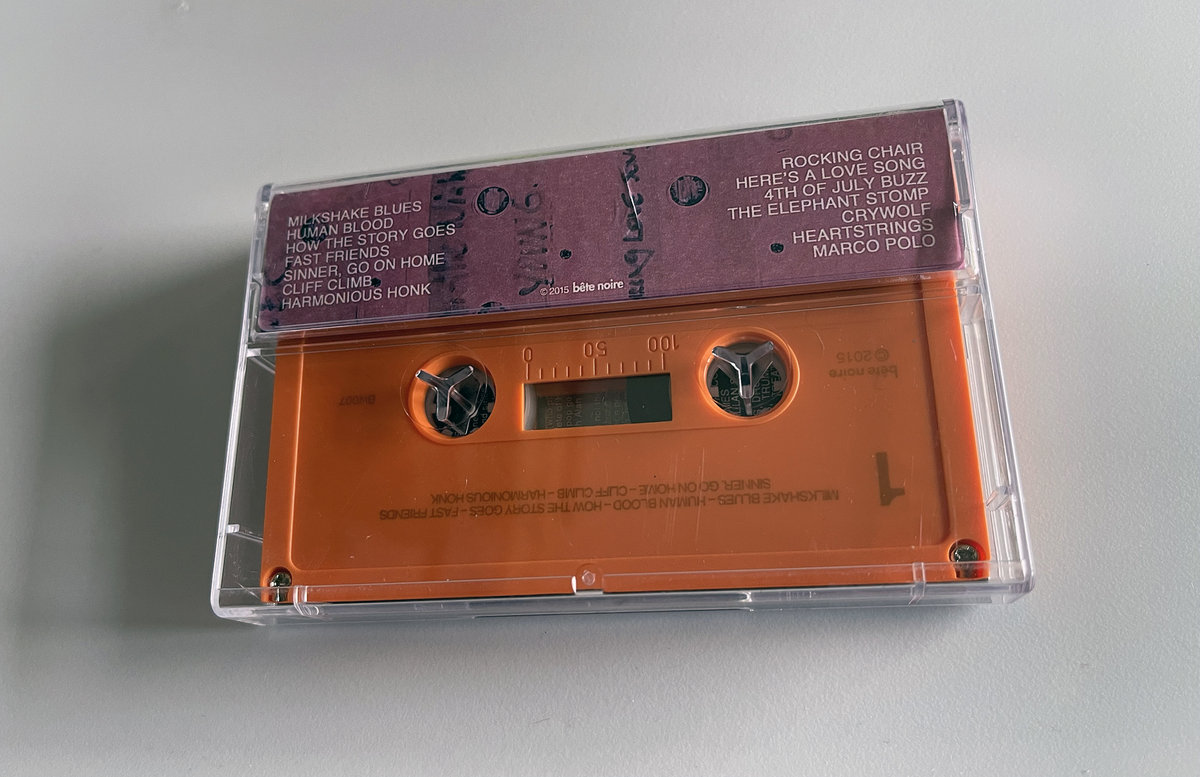 MILKSHAKE BLUES
HUMAN BLOOD
HOW THE STORY GOES
FAST FRIENDS
SINNER, GO ON HOME
CLIFF CLIMB
HARMONIOUS HONK
ROCKING CHAIR
HERE'S A LOVE SONG
4TH OF JULY BUZZ
THE ELEPHANT STOMP
CRYWOLF
HEARTSTRINGS
MARCO POLO
© 2015 bête noire
0 50 100
bête noire
© 2015
BN007
1
MILKSHAKE BLUES – HUMAN BLOOD – HOW THE STORY GOES – FAST FRIENDS
SINNER, GO ON HOME – CLIFF CLIMB – HARMONIOUS HONK